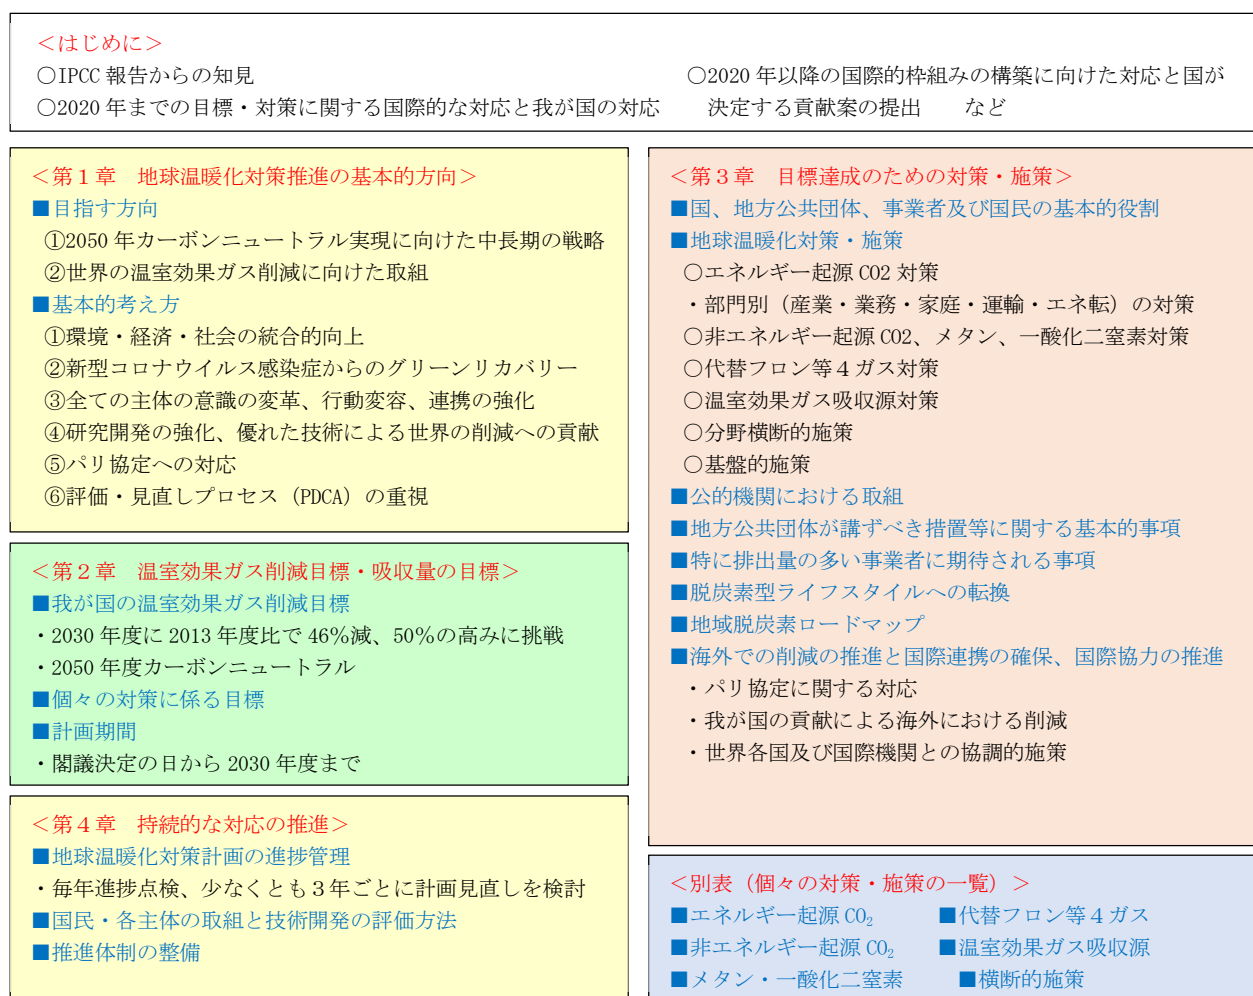 ＜はじめに＞
○IPCC 報告からの知見
○2020 年までの目標・対策に関する国際的な対応と我が国の対応
○2020 年以降の国際的枠組みの構築に向けた対応と国が
決定する貢献案の提出　　など
＜第１章　地球温暖化対策推進の基本的方向＞
■目指す方向
①2050 年カーボンニュートラル実現に向けた中長期の戦略
②世界の温室効果ガス削減に向けた取組
■基本的考え方
①環境・経済・社会の統合的向上
②新型コロナウイルス感染症からのグリーンリカバリー
③全ての主体の意識の変革、行動変容、連携の強化
④研究開発の強化、優れた技術による世界の削減への貢献
⑤パリ協定への対応
⑥評価・見直しプロセス（PDCA）の重視
＜第２章　温室効果ガス削減目標・吸収量の目標＞
■我が国の温室効果ガス削減目標
・2030 年度に 2013 年度比で 46％減、50％の高みに挑戦
・2050 年度カーボンニュートラル
■個々の対策に係る目標
■計画期間
・閣議決定の日から 2030 年度まで
＜第３章　目標達成のための対策・施策＞
■国、地方公共団体、事業者及び国民の基本的役割
■地球温暖化対策・施策
○エネルギー起源 CO2 対策
・部門別（産業・業務・家庭・運輸・エネ転）の対策
○非エネルギー起源 CO2、メタン、一酸化二窒素対策
○代替フロン等４ガス対策
○温室効果ガス吸収源対策
○分野横断的施策
○基盤的施策
■公的機関における取組
■地方公共団体が講ずべき措置等に関する基本的事項
■特に排出量の多い事業者に期待される事項
■脱炭素型ライフスタイルへの転換
■地域脱炭素ロードマップ
■海外での削減の推進と国際連携の確保、国際協力の推進
・パリ協定に関する対応
・我が国の貢献による海外における削減
・世界各国及び国際機関との協調的施策
＜第４章　持続的な対応の推進＞
■地球温暖化対策計画の進捗管理
・毎年進捗点検、少なくとも３年ごとに計画見直しを検討
■国民・各主体の取組と技術開発の評価方法
■推進体制の整備
＜別表（個々の対策・施策の一覧）＞
■エネルギー起源 CO₂　　■代替フロン等４ガス
■非エネルギー起源 CO₂　　■温室効果ガス吸収源
■メタン・一酸化二窒素　　■横断的施策